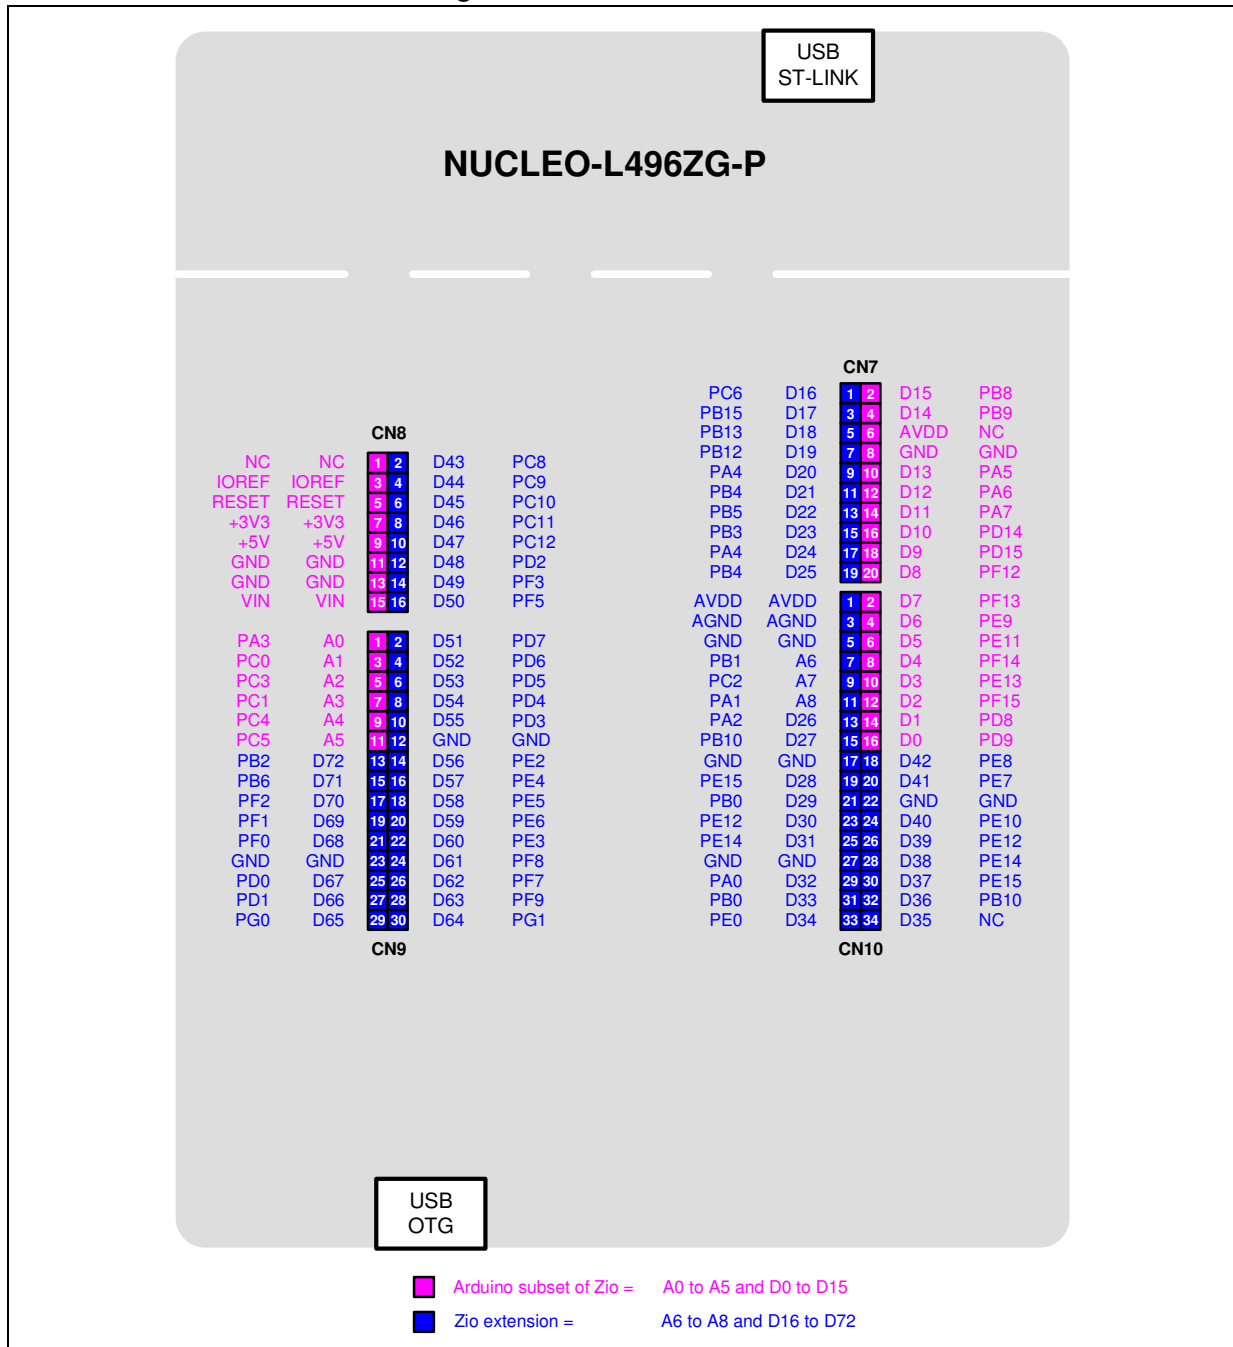 USB
ST-LINK
NUCLEO-L496ZG-P
CN8
NC NC 1 2 D43 PC8
IOREF IOREF 3 4 D44 PC9
RESET RESET 5 6 D45 PC10
+3V3 +3V3 7 8 D46 PC11
+5V +5V 9 10 D47 PC12
GND GND 11 12 D48 PD2
GND GND 13 14 D49 PF3
VIN VIN 15 16 D50 PF5
PA3 A0 1 2 D51 PD7
PC0 A1 3 4 D52 PD6
PC3 A2 5 6 D53 PD5
PC1 A3 7 8 D54 PD4
PC4 A4 9 10 D55 PD3
PC5 A5 11 12 GND GND
PB2 D72 13 14 D56 PE2
PB6 D71 15 16 D57 PE4
PF2 D70 17 18 D58 PE5
PF1 D69 19 20 D59 PE6
PF0 D68 21 22 D60 PE3
GND GND 23 24 D61 PF8
PD0 D67 25 26 D62 PF7
PD1 D66 27 28 D63 PF9
PG0 D65 29 30 D64 PG1
CN9
CN7
PC6 D16 1 2 D15 PB8
PB15 D17 3 4 D14 PB9
PB13 D18 5 6 AVDD NC
PB12 D19 7 8 GND GND
PA4 D20 9 10 D13 PA5
PB4 D21 11 12 D12 PA6
PB5 D22 13 14 D11 PA7
PB3 D23 15 16 D10 PD14
PA4 D24 17 18 D9 PD15
PB4 D25 19 20 D8 PF12
AVDD AVDD 1 2 D7 PF13
AGND AGND 3 4 D6 PE9
GND GND 5 6 D5 PE11
PB1 A6 7 8 D4 PF14
PC2 A7 9 10 D3 PE13
PA1 A8 11 12 D2 PF15
PA2 D26 13 14 D1 PD8
PB10 D27 15 16 D0 PD9
GND GND 17 18 D42 PE8
PE15 D28 19 20 D41 PE7
PB0 D29 21 22 GND GND
PE12 D30 23 24 D40 PE10
PE14 D31 25 26 D39 PE12
GND GND 27 28 D38 PE14
PA0 D32 29 30 D37 PE15
PB0 D33 31 32 D36 PB10
PE0 D34 33 34 D35 NC
CN10
USB
OTG
Arduino subset of Zio = A0 to A5 and D0 to D15
Zio extension = A6 to A8 and D16 to D72